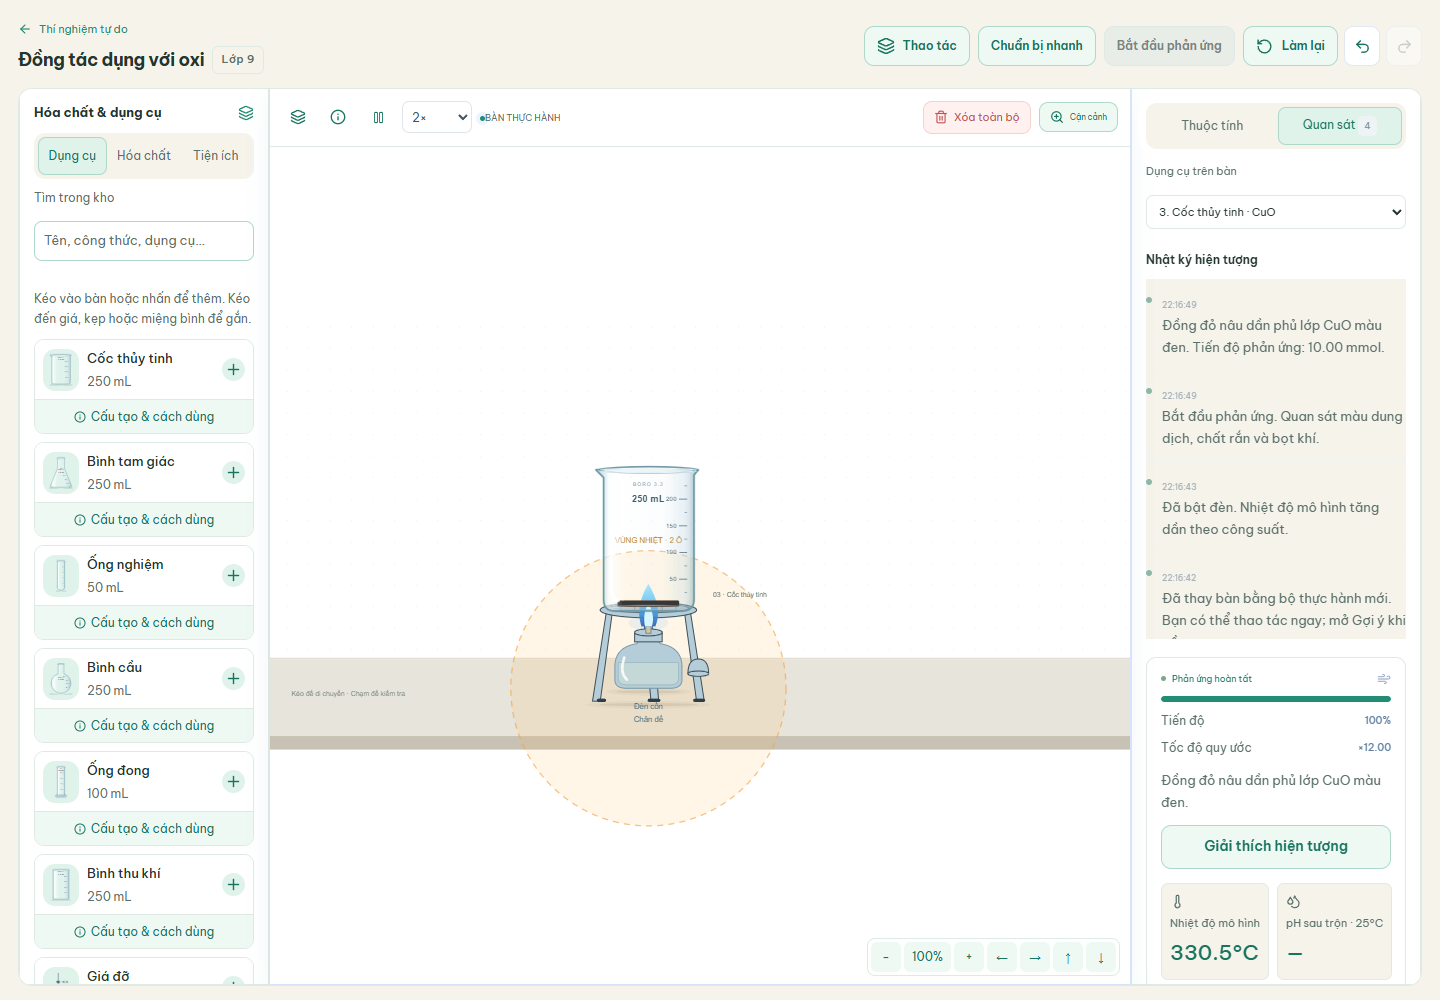 Thí nghiệm tự do
Đồng tác dụng với oxi
Lớp 9
Thao tác
Chuẩn bị nhanh
Bắt đầu phản ứng
Làm lại
Hóa chất & dụng cụ
Dụng cụ
Hóa chất
Tiện ích
Tìm trong kho
Tên, công thức, dụng cụ...
Kéo vào bàn hoặc nhấn để thêm. Kéo
đến giá, kẹp hoặc miệng bình để gắn.
Cốc thủy tinh
250 mL
Cấu tạo & cách dùng
Bình tam giác
250 mL
Cấu tạo & cách dùng
Ống nghiệm
50 mL
Cấu tạo & cách dùng
Bình cầu
250 mL
Cấu tạo & cách dùng
Ống đong
100 mL
Cấu tạo & cách dùng
Bình thu khí
250 mL
Cấu tạo & cách dùng
Giá đỡ
2×
BÀN THỰC HÀNH
Xóa toàn bộ
Cận cảnh
BORO 3.3
250 mL
200
150
VÙNG NHIỆT · 2 Ô
100
50
03 · Cốc thủy tinh
Kéo để di chuyển · Chạm để kiểm tra
Đèn cồn
Chân đế
-
100%
+
←
→
↑
↓
Thuộc tính
Quan sát 4
Dụng cụ trên bàn
3. Cốc thủy tinh · CuO
Nhật ký hiện tượng
22:16:49
Đồng đỏ nâu dần phủ lớp CuO màu
đen. Tiến độ phản ứng: 10.00 mmol.
22:16:49
Bắt đầu phản ứng. Quan sát màu dung
dịch, chất rắn và bọt khí.
22:16:43
Đã bật đèn. Nhiệt độ mô hình tăng
dần theo công suất.
22:16:42
Đã thay bàn bằng bộ thực hành mới.
Bạn có thể thao tác ngay; mở Gợi ý khi
Phản ứng hoàn tất
Tiến độ
100%
Tốc độ quy ước
×12.00
Đồng đỏ nâu dần phủ lớp CuO màu
đen.
Giải thích hiện tượng
Nhiệt độ mô hình
330.5°C
pH sau trộn · 25°C
—